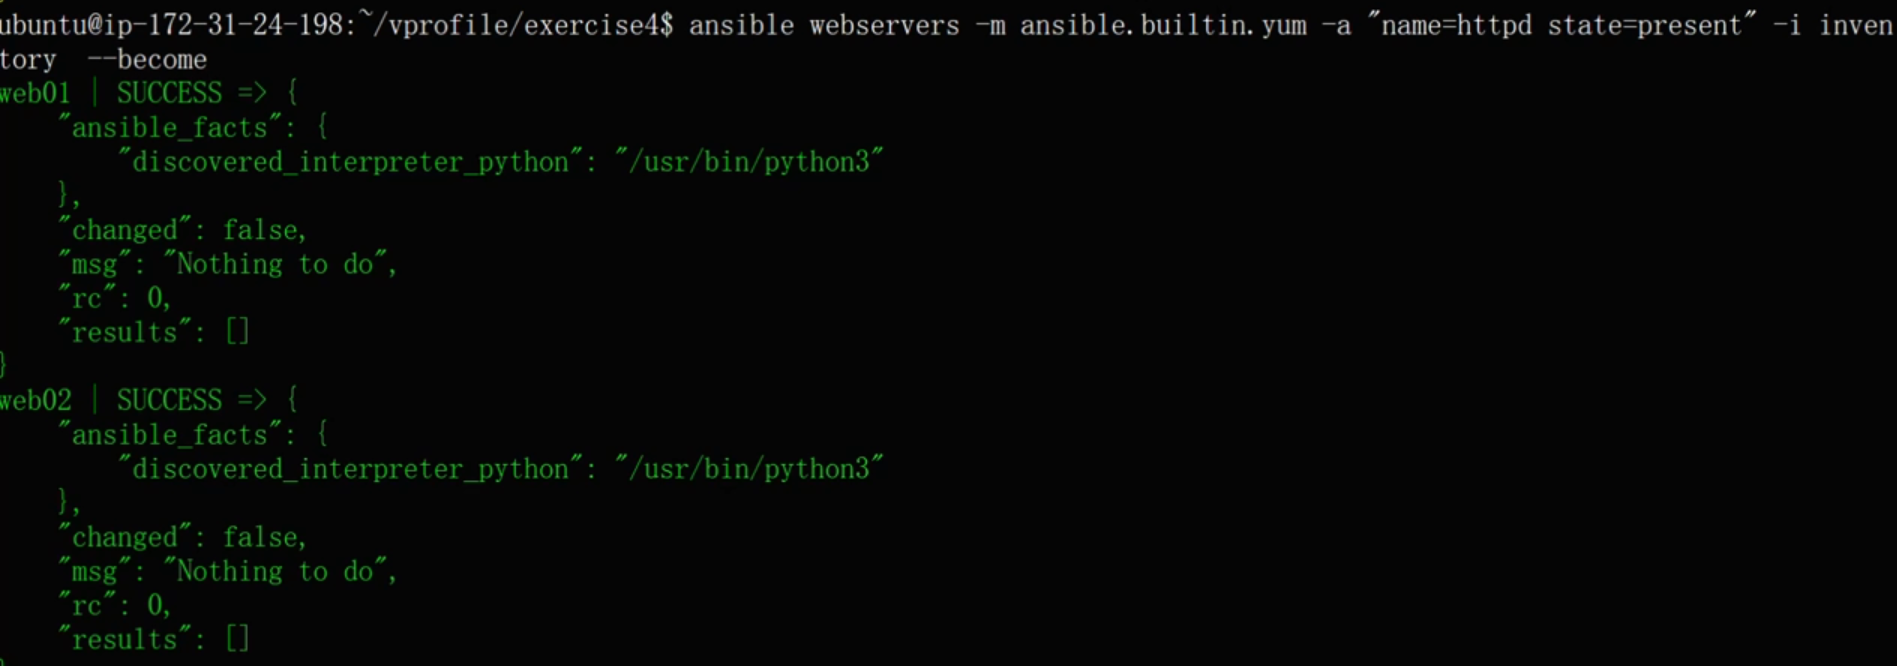 ubuntu@ip-172-31-24-198:~/vprofile/exercise4$ ansible webservers -m ansible.builtin.yum -a "name=httpd state=present" -i inven
tory  --become
web01 | SUCCESS => {
    "ansible_facts": {
        "discovered_interpreter_python": "/usr/bin/python3"
    },
    "changed": false,
    "msg": "Nothing to do",
    "rc": 0,
    "results": []
}
web02 | SUCCESS => {
    "ansible_facts": {
        "discovered_interpreter_python": "/usr/bin/python3"
    },
    "changed": false,
    "msg": "Nothing to do",
    "rc": 0,
    "results": []
}